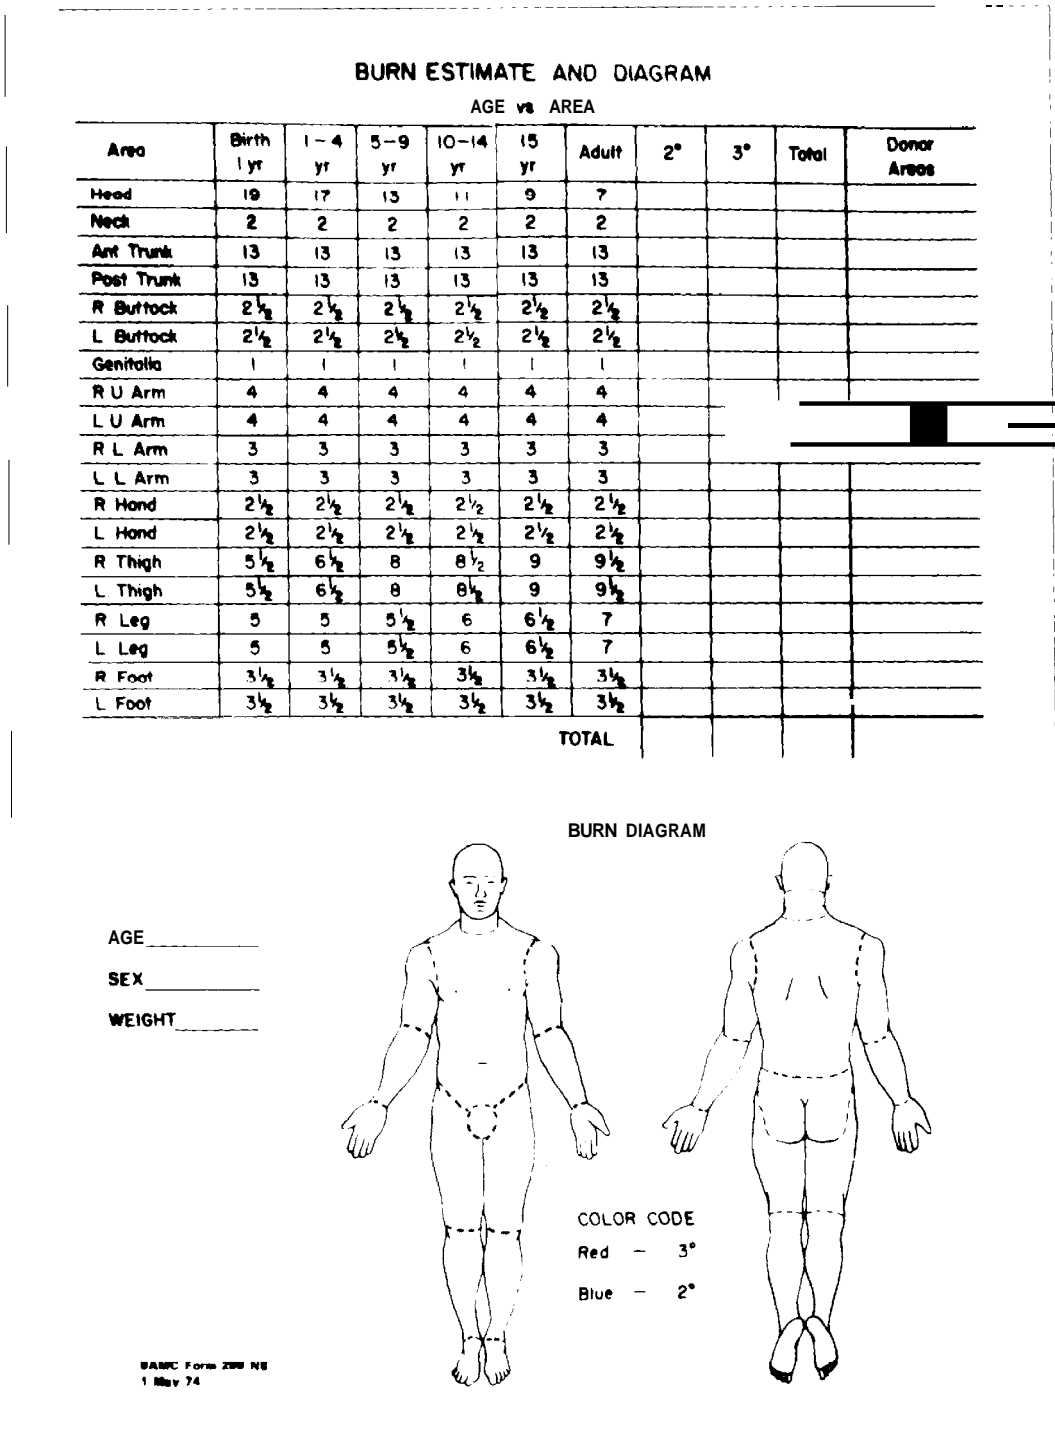 BURN ESTIMATE AND DIAGRAM
AGE vs AREA
Area Birth 1 yr 1-4 yr 5-9 yr 10-14 yr 15 yr Adult 2° 3° Total Donor Areas
Head 19 17 13 11 9 7
Neck 2 2 2 2 2 2
Ant Trunk 13 13 13 13 13 13
Post Trunk 13 13 13 13 13 13
R Buttock 2½ 2½ 2½ 2½ 2½ 2½
L Buttock 2½ 2½ 2½ 2½ 2½ 2½
Genitalia 1 1 1 1 1 1
R U Arm 4 4 4 4 4 4
L U Arm 4 4 4 4 4 4
R L Arm 3 3 3 3 3 3
L L Arm 3 3 3 3 3 3
R Hand 2½ 2½ 2½ 2½ 2½ 2½
L Hand 2½ 2½ 2½ 2½ 2½ 2½
R Thigh 5½ 6½ 8 8½ 9 9½
L Thigh 5½ 6½ 8 8½ 9 9½
R Leg 5 5 5½ 6 6½ 7
L Leg 5 5 5½ 6 6½ 7
R Foot 3½ 3½ 3½ 3½ 3½ 3½
L Foot 3½ 3½ 3½ 3½ 3½ 3½
TOTAL
BURN DIAGRAM
AGE
SEX
WEIGHT
COLOR CODE
Red - 3°
Blue - 2°
Form
1 May 74